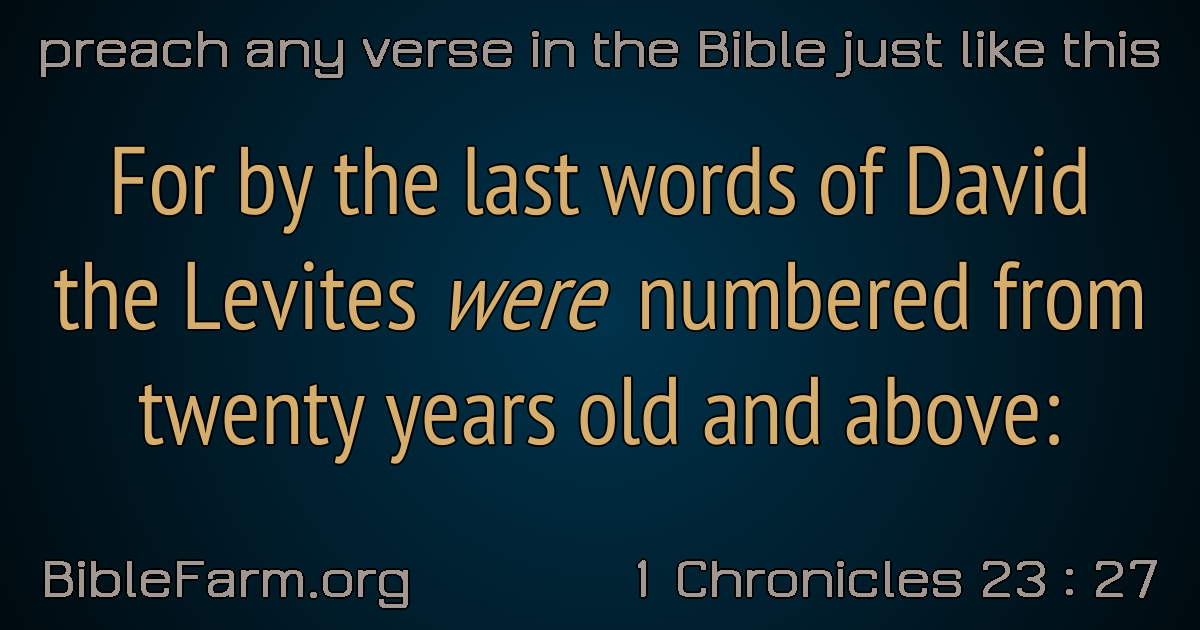 preach any verse in the Bible just like this
For by the last words of David
the Levites were numbered from
twenty years old and above:
BibleFarm.org
1 Chronicles 23 : 27